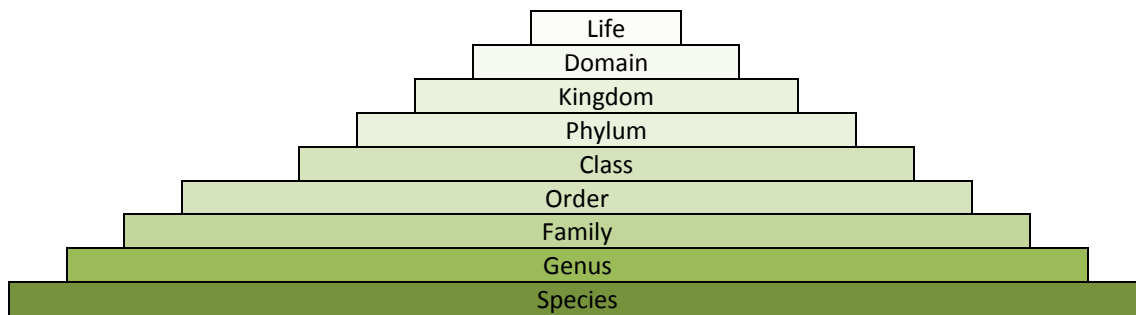 Life
Domain
Kingdom
Phylum
Class
Order
Family
Genus
Species